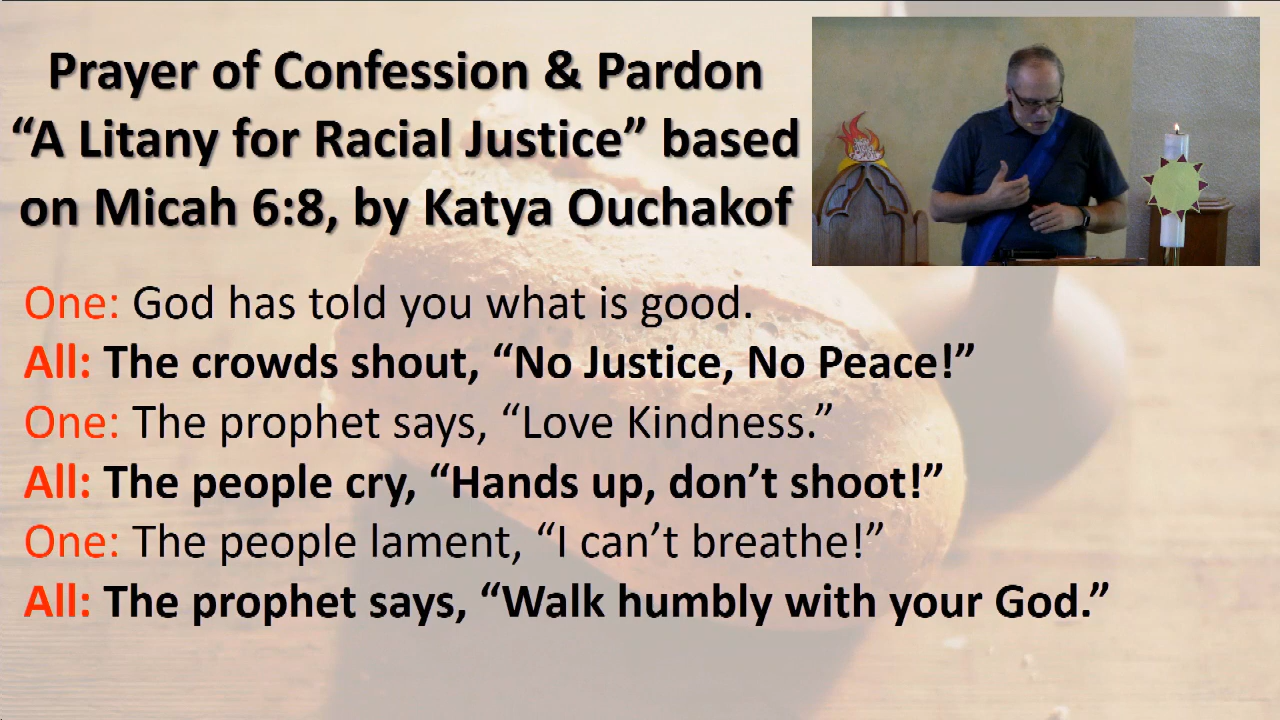 Prayer of Confession & Pardon
“A Litany for Racial Justice” based
on Micah 6:8, by Katya Ouchakof
One: God has told you what is good.
All: The crowds shout, “No Justice, No Peace!”
One: The prophet says, “Love Kindness.”
All: The people cry, “Hands up, don’t shoot!”
One: The people lament, “I can’t breathe!”
All: The prophet says, “Walk humbly with your God.”